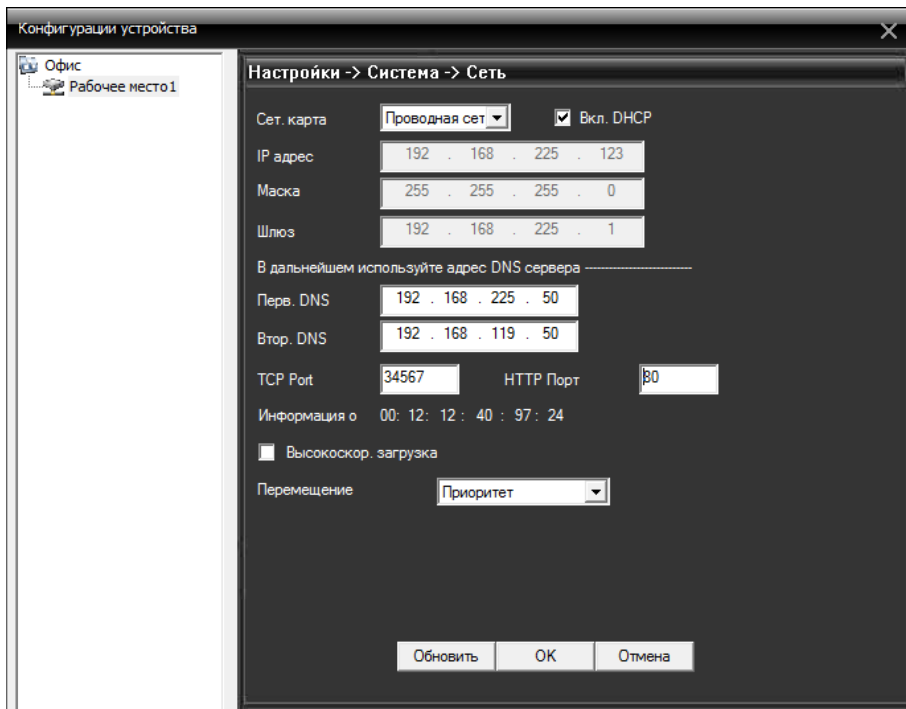 Конфигурации устройства
Офис
Рабочее место1
Настройки -> Система -> Сеть
Сет. карта Проводная сет Вкл. DHCP
IP адрес 192 . 168 . 225 . 123
Маска 255 . 255 . 255 . 0
Шлюз 192 . 168 . 225 . 1
В дальнейшем используйте адрес DNS сервера --------------------------
Перв. DNS 192 . 168 . 225 . 50
Втор. DNS 192 . 168 . 119 . 50
TCP Port 34567 HTTP Порт 80
Информация о 00: 12: 12 : 40 : 97 : 24
Высокоскор. загрузка
Перемещение Приоритет
Обновить OK Отмена